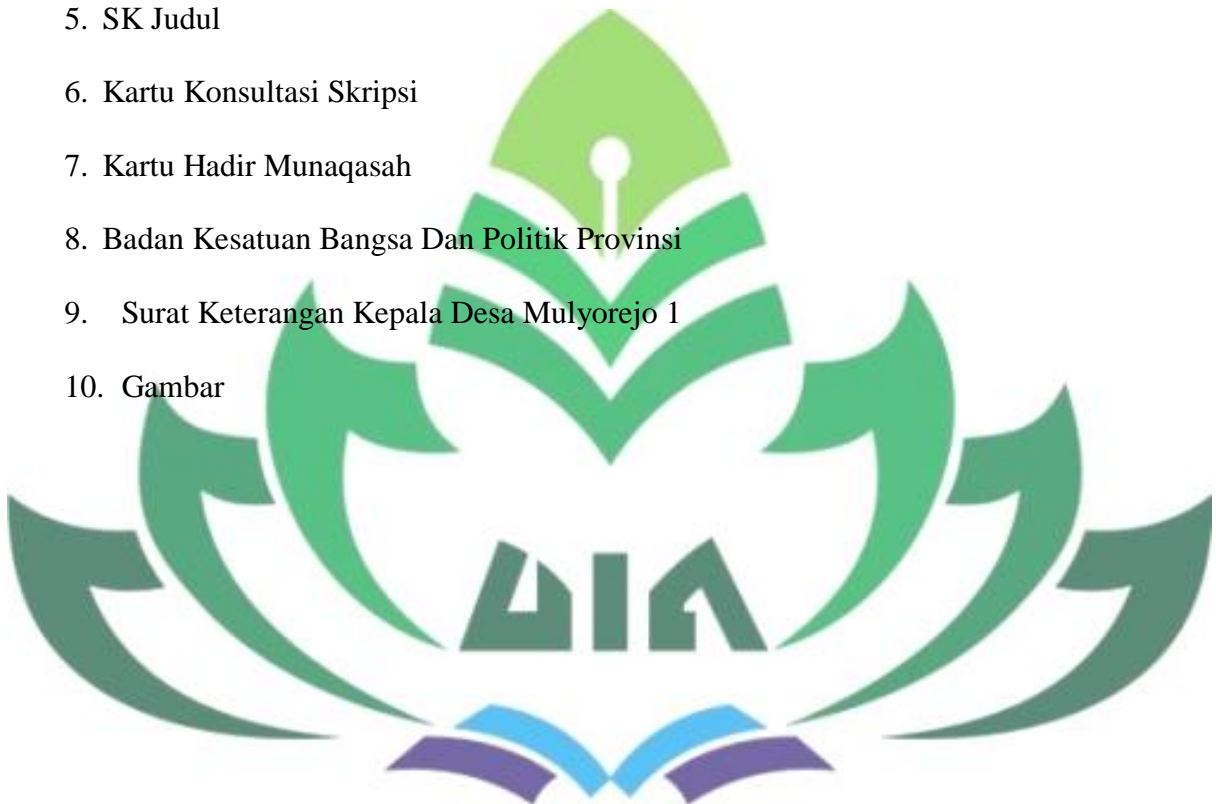 5. SK Judul
6. Kartu Konsultasi Skripsi
7. Kartu Hadir Munaqasah
8. Badan Kesatuan Bangsa Dan Politik Provinsi
9. Surat Keterangan Kepala Desa Mulyorejo 1
10. Gambar
UIN